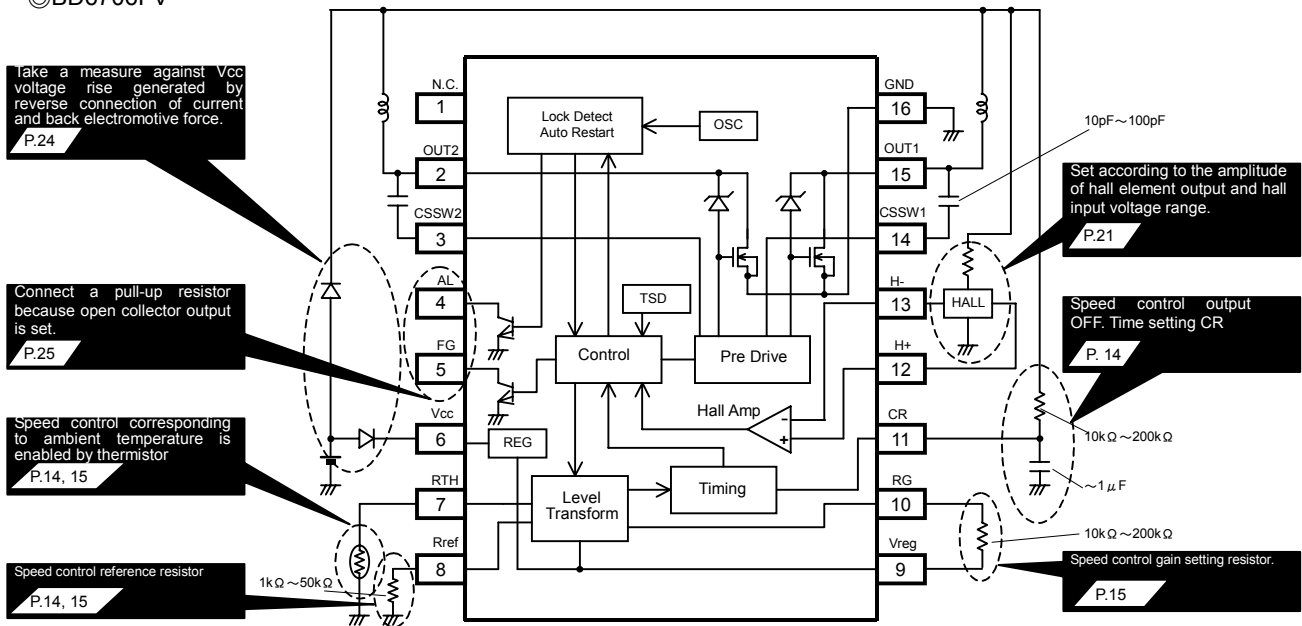 Take a measure against Vcc
voltage rise generated by
reverse connection of current
and back electromotive force.
P.24
Connect a pull-up resistor
because open collector output
is set.
P.25
Speed control corresponding
to ambient temperature is
enabled by thermistor
P.14, 15
Speed control reference resistor
P.14, 15
1kΩ～50kΩ
N.C.
1
OUT2
2
CSSW2
3
AL
4
FG
5
Vcc
6
RTH
7
Rref
8
Lock Detect
Auto Restart
OSC
TSD
Control
Pre Drive
Hall Amp
-
+
REG
Level
Transform
Timing
GND
16
OUT1
15
CSSW1
14
H-
13
H+
12
CR
11
RG
10
Vreg
9
HALL
10pF～100pF
Set according to the amplitude
of hall element output and hall
input voltage range.
P.21
Speed control output
OFF. Time setting CR
P. 14
10kΩ～200kΩ
～1μF
10kΩ～200kΩ
Speed control gain setting resistor.
P.15